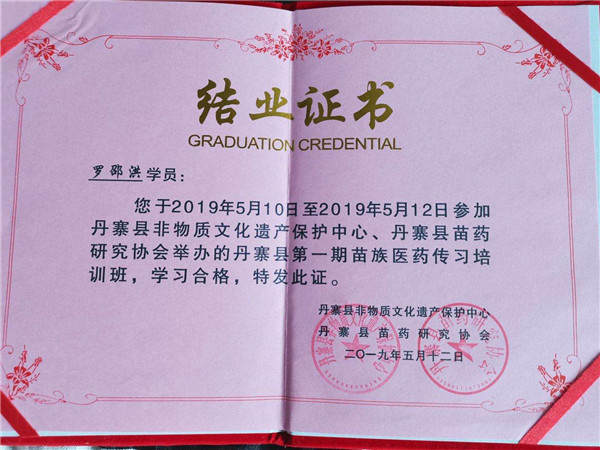 结业证书
GRADUATION CREDENTIAL
罗邵洪学员：
您于2019年5月10日至2019年5月12日参加
丹寨县非物质文化遗产保护中心、丹寨县苗药
研究协会举办的丹寨县第一期苗族医药传习培
训班，学习合格，特发此证。
丹寨县非物质文化遗产保护中心
丹寨县苗药研究协会
二〇一九年五月十二日